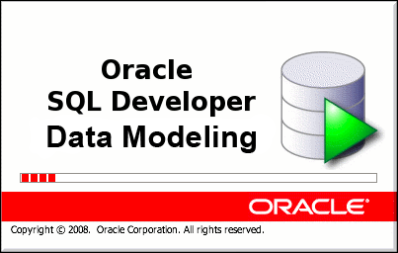 Oracle
SQL Developer
Data Modeling
ORACLE®
Copyright © 2008. Oracle Corporation. All rights reserved.